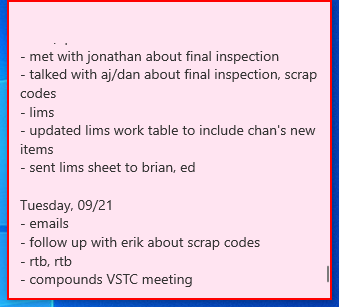 - met with jonathan about final inspection
- talked with aj/dan about final inspection, scrap
codes
- lims
- updated lims work table to include chan's new
items
- sent lims sheet to brian, ed
Tuesday, 09/21
- emails
- follow up with erik about scrap codes
- rtb, rtb
- compounds VSTC meeting